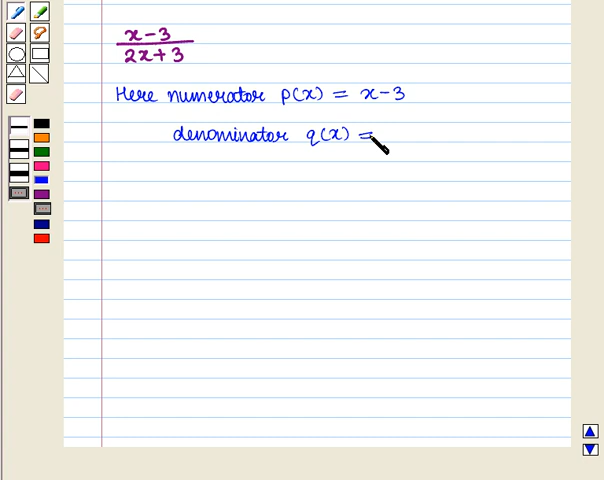 x-3
2x+3
Here numerator p(x) = x-3
denominator q(x) =